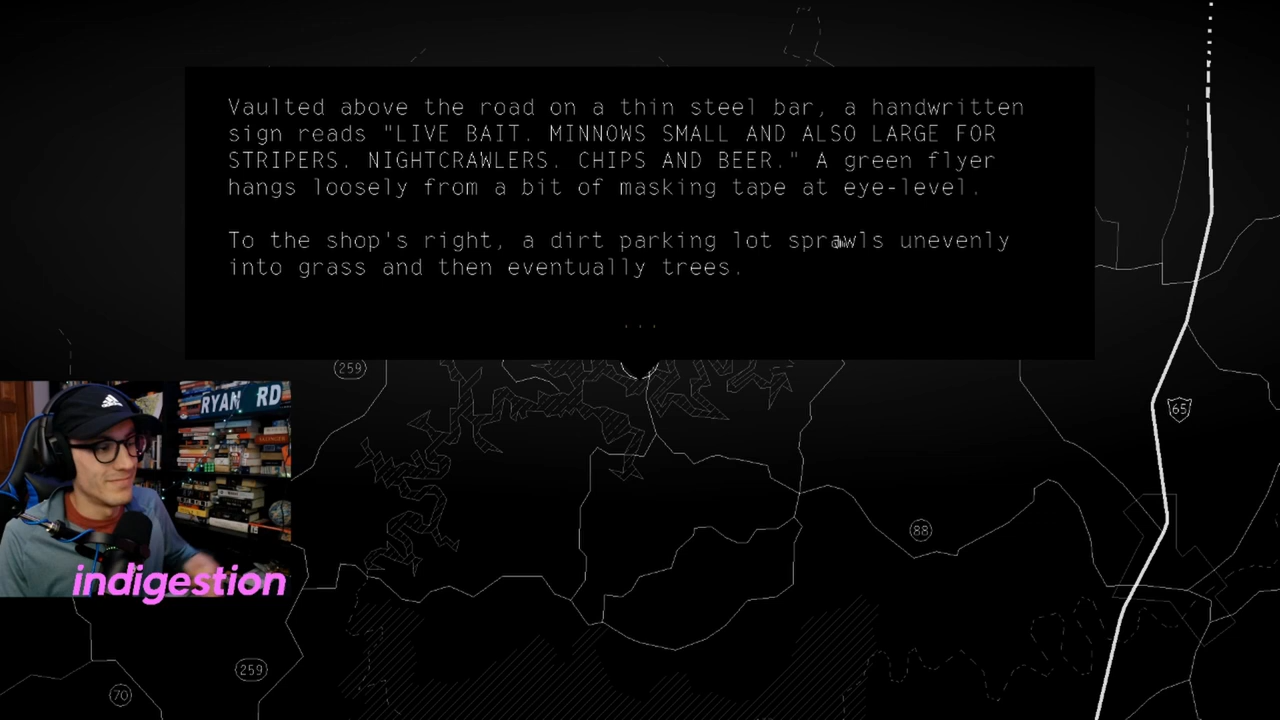 Vaulted above the road on a thin steel bar, a handwritten
sign reads "LIVE BAIT. MINNOWS SMALL AND ALSO LARGE FOR
STRIPERS. NIGHTCRAWLERS. CHIPS AND BEER." A green flyer
hangs loosely from a bit of masking tape at eye-level.
To the shop's right, a dirt parking lot sprawls unevenly
into grass and then eventually trees.
...
259
RYAN RD
65
88
indigestion
259
70